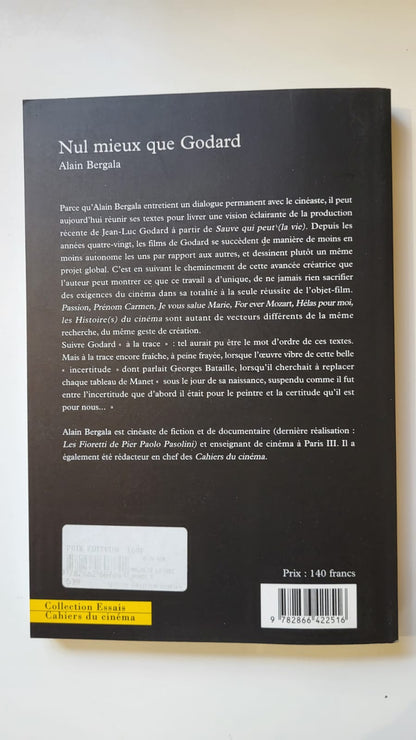 Nul mieux que Godard
Alain Bergala
Parce qu'Alain Bergala entretient un dialogue permanent avec le cinéaste, il peut
aujourd'hui réunir ses textes pour livrer une vision éclairante de la production
récente de Jean-Luc Godard à partir de Sauve qui peut (la vie). Depuis les
années quatre-vingt, les films de Godard se succèdent de manière de moins en
moins autonome les uns par rapport aux autres, et dessinent plutôt un même
projet global. C'est en suivant le cheminement de cette avancée créatrice que
l'auteur peut montrer ce que ce travail a d'unique, de ne jamais rien sacrifier
des exigences du cinéma dans sa totalité à la seule réussite de l'objet-film.
Passion, Prénom Carmen, Je vous salue Marie, For ever Mozart, Hélas pour moi,
les Histoire(s) du cinéma sont autant de vecteurs différents de la même
recherche, du même geste de création.
Suivre Godard « à la trace » : tel aurait pu être le mot d'ordre de ces textes.
Mais à la trace encore fraîche, à peine frayée, lorsque l'œuvre vibre de cette belle
« incertitude » dont parlait Georges Bataille, lorsqu'il cherchait à replacer
chaque tableau de Manet « sous le jour de sa naissance, suspendu comme il fut
entre l'incertitude que d'abord il était pour le peintre et la certitude qu'il est
pour nous... »
Alain Bergala est cinéaste de fiction et de documentaire (dernière réalisation :
Les Fioretti de Pier Paolo Pasolini) et enseignant de cinéma à Paris III. Il a
également été rédacteur en chef des Cahiers du cinéma.
Prix : 140 francs
Collection Essais
Cahiers du cinéma
9 782866 422516